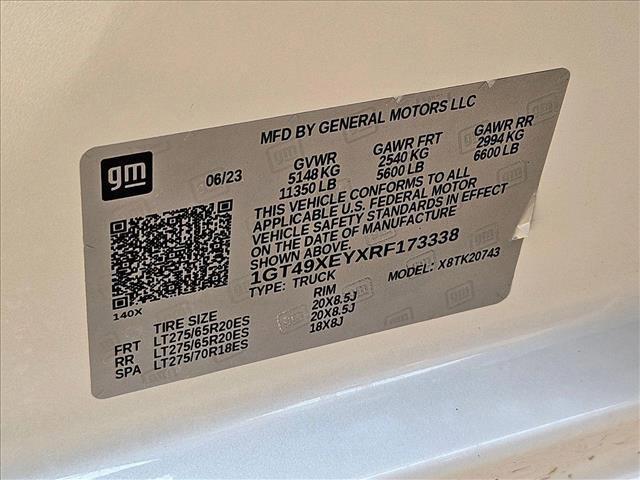 MFD BY GENERAL MOTORS LLC
gm
06/23
GVWR
5148 KG
11350 LB
GAWR FRT
2540 KG
5600 LB
GAWR RR
2994 KG
6600 LB
THIS VEHICLE CONFORMS TO ALL
APPLICABLE U.S. FEDERAL MOTOR
VEHICLE SAFETY STANDARDS IN EFFECT
ON THE DATE OF MANUFACTURE
SHOWN ABOVE.
1GT49XEYXRF173338
TYPE: TRUCK
MODEL: X8TK20743
140X
TIRE SIZE
RIM
FRT LT275/65R20ES 20X8.5J
RR LT275/65R20ES 20X8.5J
SPA LT275/70R18ES 18X8J